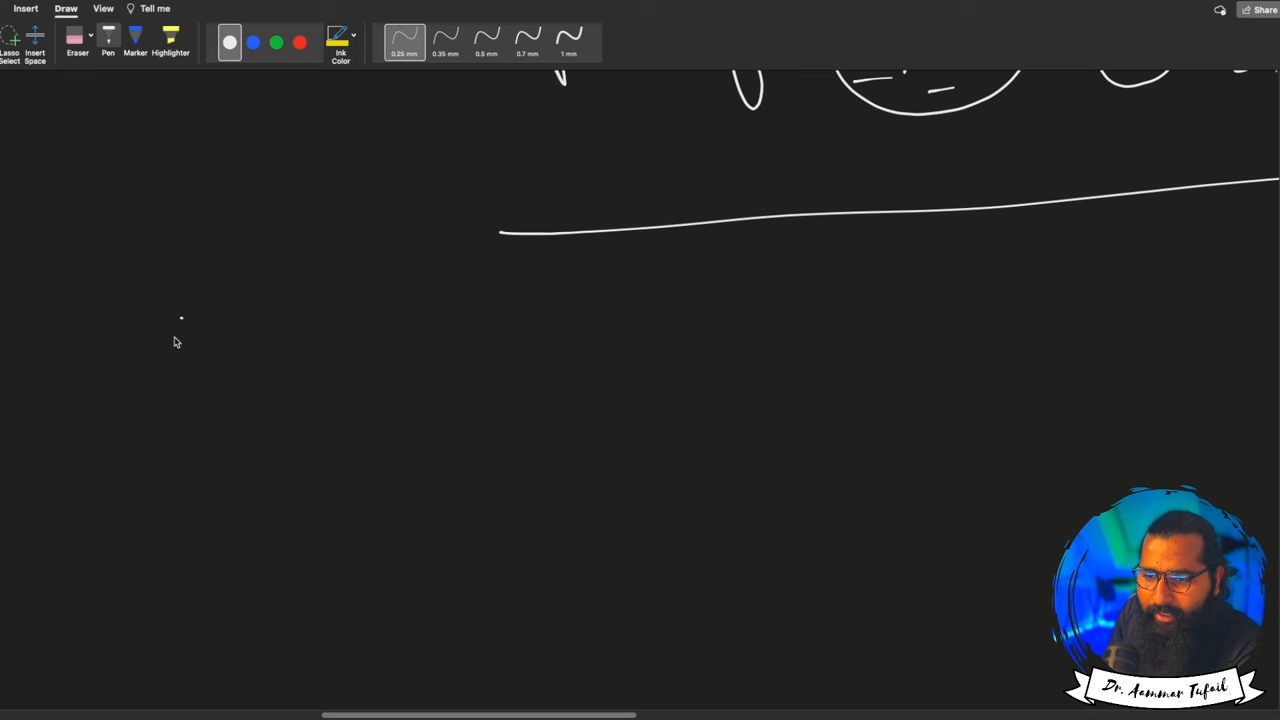 Insert Draw View Tell me Share
Lasso Select Insert Space Eraser Pen Marker Highlighter Ink Color 0.25 mm 0.35 mm 0.5 mm 0.7 mm 1 mm
Dr. Aammar Tufail